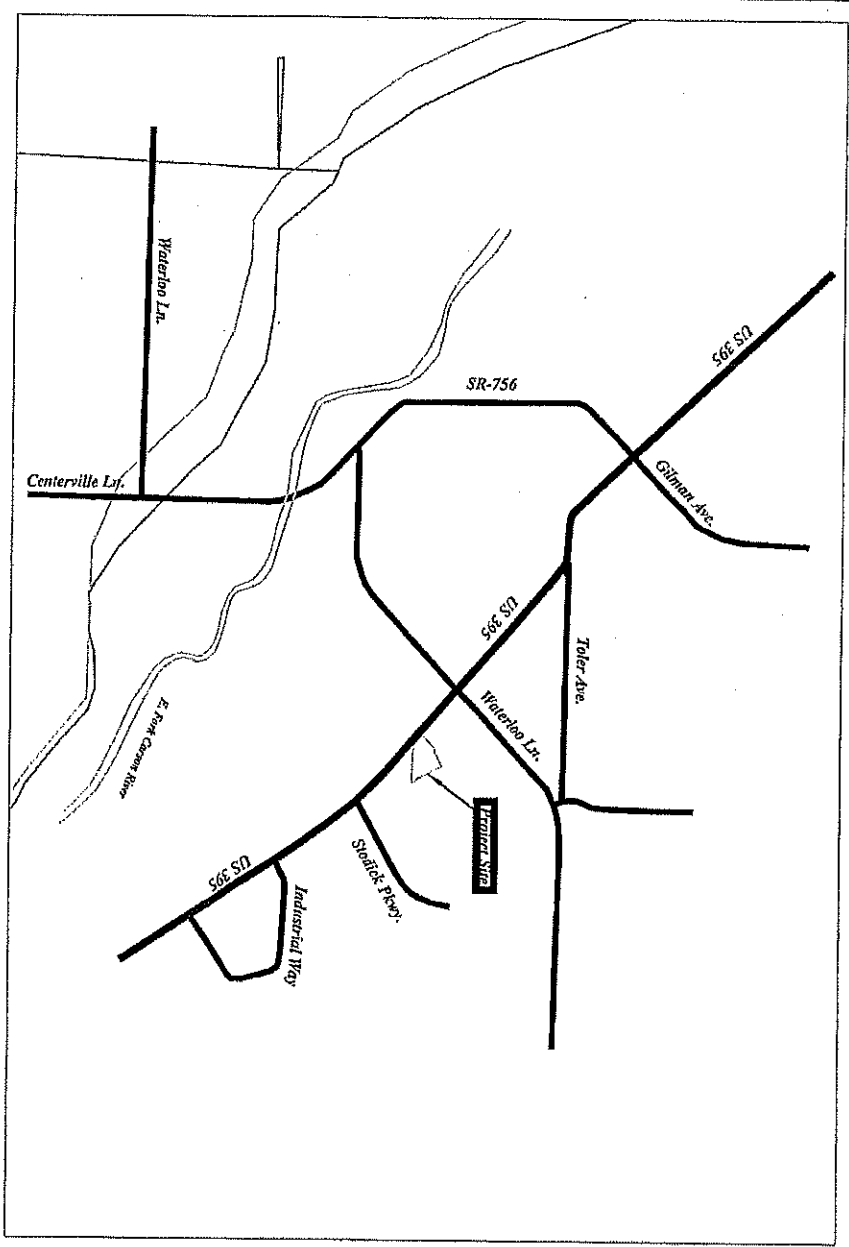 US 395
SR-756
Gilman Ave.
Waterloo Ln.
Centerville Ln.
US 395
Toler Ave.
Waterloo Ln.
E. Fork Carson River
Project Site
Stodick Pkwy.
US 395
Industrial Way